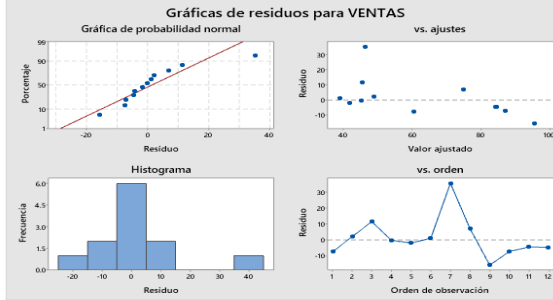 Gráficas de residuos para VENTAS
Gráfica de probabilidad normal
99
90
50
10
1
Porcentaje
-20 0 20 40
Residuo
vs. ajustes
30
20
10
0
-10
Residuo
40 60 80 100
Valor ajustado
Histograma
6.0
4.5
3.0
1.5
0.0
Frecuencia
-20 -10 0 10 20 30 40
Residuo
vs. orden
30
20
10
0
-10
Residuo
1 2 3 4 5 6 7 8 9 10 11 12
Orden de observación